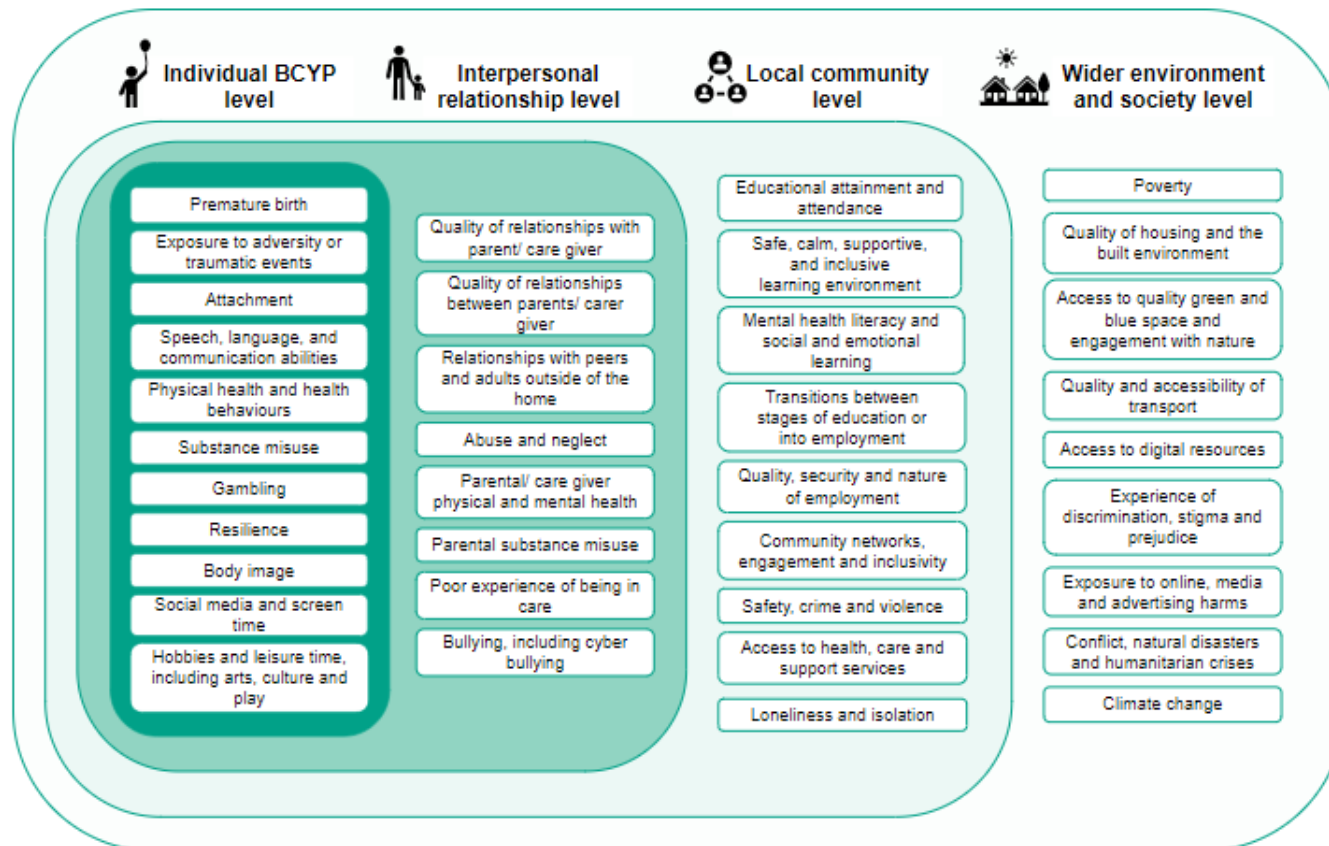 Individual BCYP
level
Interpersonal
relationship level
Local community
level
Wider environment
and society level
Premature birth
Exposure to adversity or
traumatic events
Attachment
Speech, language, and
communication abilities
Physical health and health
behaviours
Substance misuse
Gambling
Resilience
Body image
Social media and screen
time
Hobbies and leisure time,
including arts, culture and
play
Quality of relationships with
parent/ care giver
Quality of relationships
between parents/ carer
giver
Relationships with peers
and adults outside of the
home
Abuse and neglect
Parental/ care giver
physical and mental health
Parental substance misuse
Poor experience of being in
care
Bullying, including cyber
bullying
Educational attainment and
attendance
Safe, calm, supportive,
and inclusive
learning environment
Mental health literacy and
social and emotional
learning
Transitions between
stages of education or
into employment
Quality, security and nature
of employment
Community networks,
engagement and inclusivity
Safety, crime and violence
Access to health, care and
support services
Loneliness and isolation
Poverty
Quality of housing and the
built environment
Access to quality green and
blue space and
engagement with nature
Quality and accessibility of
transport
Access to digital resources
Experience of
discrimination, stigma and
prejudice
Exposure to online, media
and advertising harms
Conflict, natural disasters
and humanitarian crises
Climate change